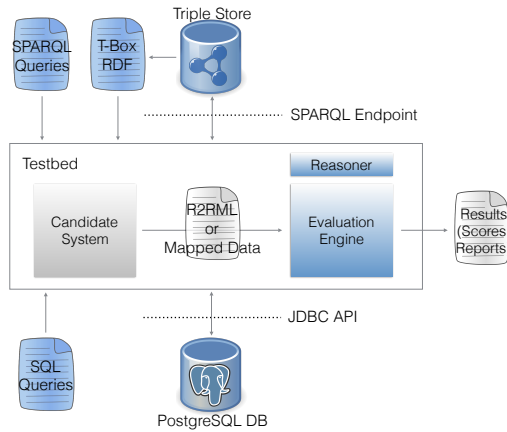 Triple Store
SPARQL
Queries
T-Box
RDF
SPARQL Endpoint
Testbed
Reasoner
Candidate
System
R2RML
or
Mapped Data
Evaluation
Engine
Results
(Scores
Reports
JDBC API
SQL
Queries
PostgreSQL DB